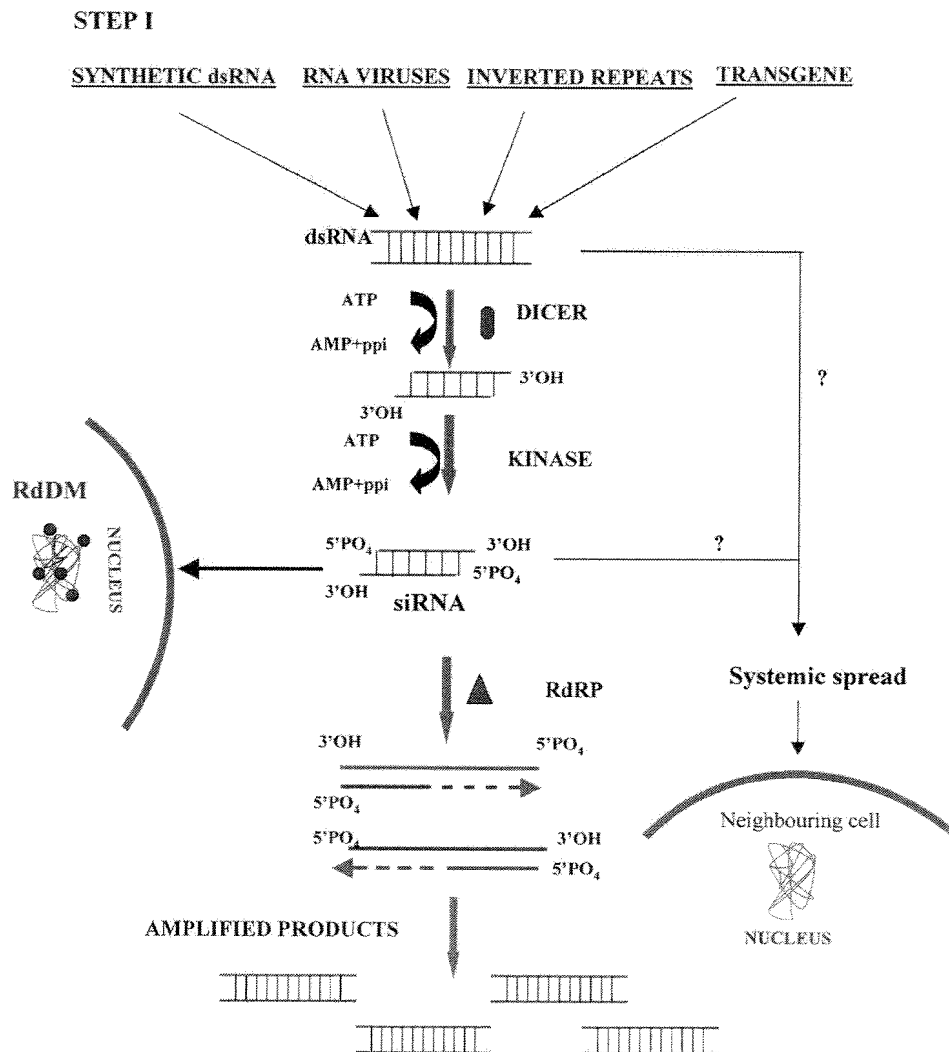 STEP I
SYNTHETIC dsRNA RNA VIRUSES INVERTED REPEATS TRANSGENE
dsRNA
ATP
DICER
AMP+ppi
3'OH
?
3'OH
ATP
KINASE
AMP+ppi
RdDM
NUCLEUS
5'PO4 3'OH
?
3'OH 5'PO4
siRNA
RdRP
Systemic spread
3'OH 5'PO4
5'PO4
5'PO4 3'OH
5'PO4
Neighbouring cell
NUCLEUS
AMPLIFIED PRODUCTS